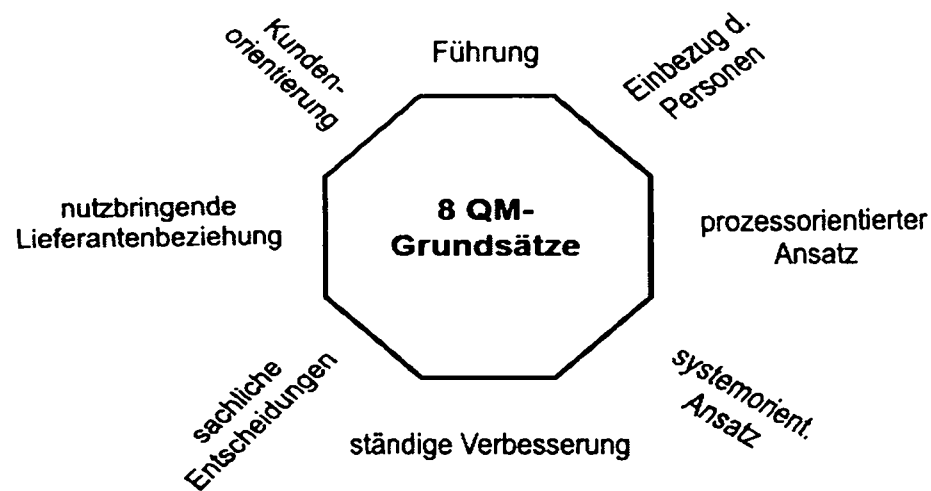 Kunden-
orientierung
Führung
Einbezug d.
Personen
nutzbringende
Lieferantenbeziehung
8 QM-
Grundsätze
prozessorientierter
Ansatz
sachliche
Entscheidungen
ständige Verbesserung
systemorient.
Ansatz